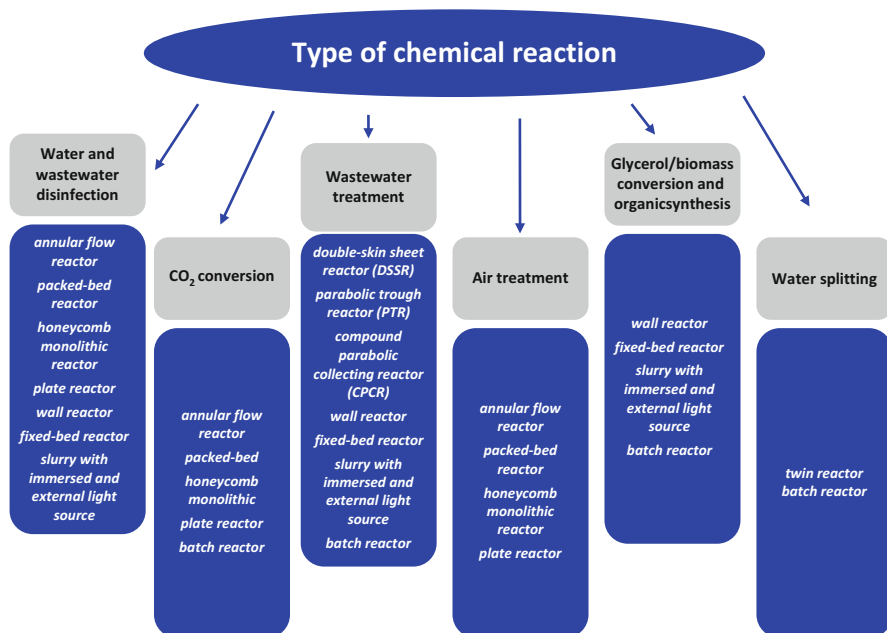 Type of chemical reaction
Water and
wastewater
disinfection
annular flow
reactor
packed-bed
reactor
honeycomb
monolithic
reactor
plate reactor
wall reactor
fixed-bed reactor
slurry with
immersed and
external light
source
CO₂ conversion
annular flow
reactor
packed-bed
honeycomb
monolithic
plate reactor
batch reactor
Wastewater
treatment
double-skin sheet
reactor (DSSR)
parabolic trough
reactor (PTR)
compound
parabolic
collecting reactor
(CPCR)
wall reactor
fixed-bed reactor
slurry with
immersed and
external light
source
batch reactor
Air treatment
annular flow
reactor
packed-bed
reactor
honeycomb
monolithic
reactor
plate reactor
Glycerol/biomass
conversion and
organicsynthesis
wall reactor
fixed-bed reactor
slurry with
immersed and
external light
source
batch reactor
Water splitting
twin reactor
batch reactor